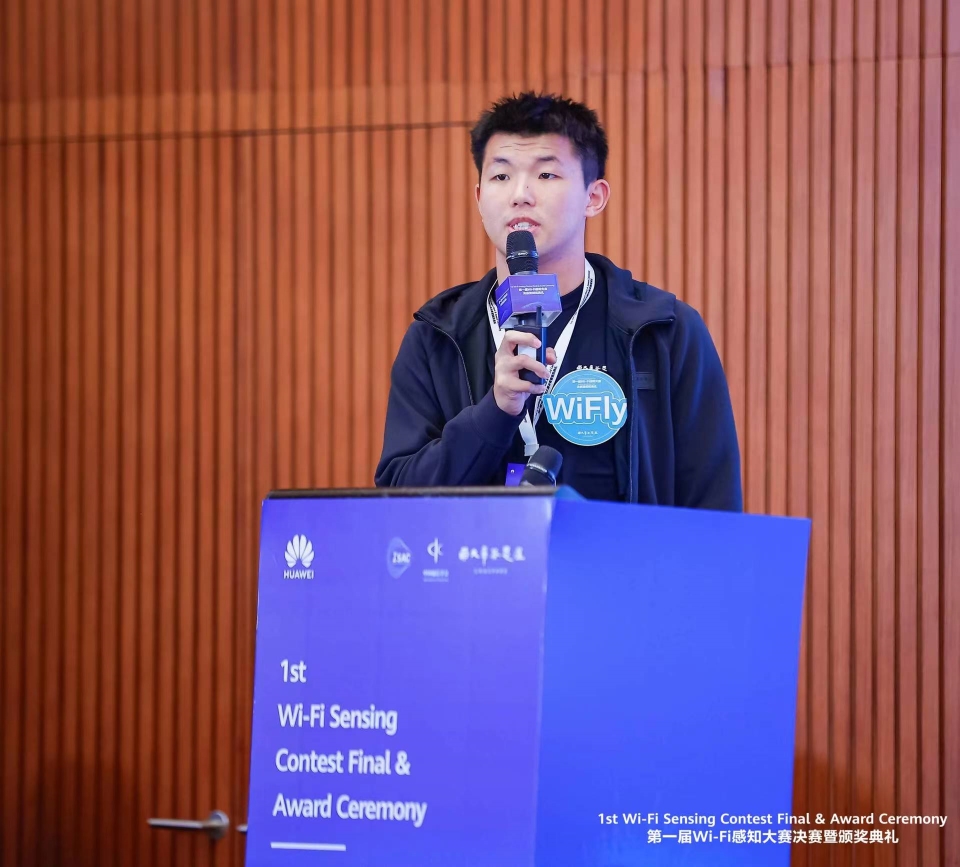 WiFly
HUAWEI
1st
Wi-Fi Sensing
Contest Final &
Award Ceremony
1st Wi-Fi Sensing Contest Final & Award Ceremony
第一届Wi-Fi感知大赛决赛暨颁奖典礼